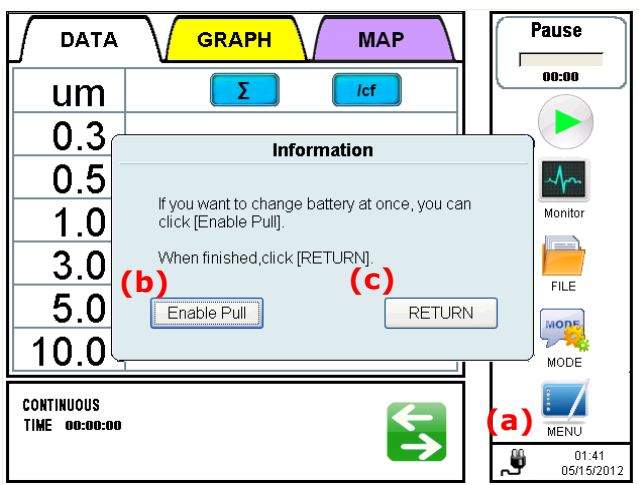 DATA GRAPH MAP
um Σ /cf
0.3
0.5
1.0
3.0
5.0
10.0
Information
If you want to change battery at once, you can
click [Enable Pull].
When finished,click [RETURN].
(b) (c)
Enable Pull RETURN
CONTINUOUS
TIME 00:00:00
Pause
00:00
Monitor
FILE
MODE
MODE
(a)
MENU
01:41
05/15/2012